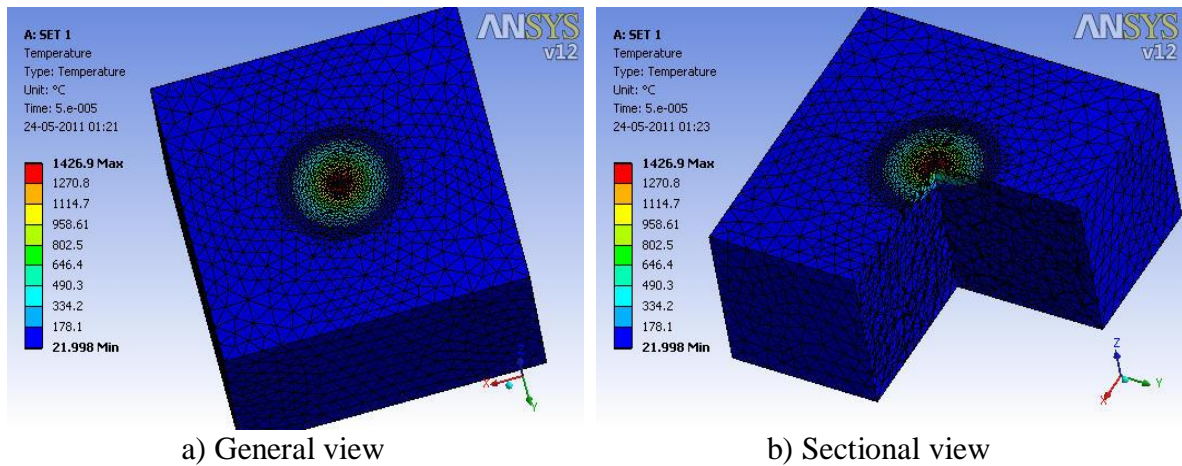 A: SET 1
Temperature
Type: Temperature
Unit: °C
Time: 5.e-005
24-05-2011 01:21
1426.9 Max
1270.8
1114.7
958.61
802.5
646.4
490.3
334.2
178.1
21.998 Min
ANSYS
v12
Z
X
Y
a) General view
A: SET 1
Temperature
Type: Temperature
Unit: °C
Time: 5.e-005
24-05-2011 01:23
1426.9 Max
1270.8
1114.7
958.61
802.5
646.4
490.3
334.2
178.1
21.998 Min
ANSYS
v12
Z
Y
X
b) Sectional view